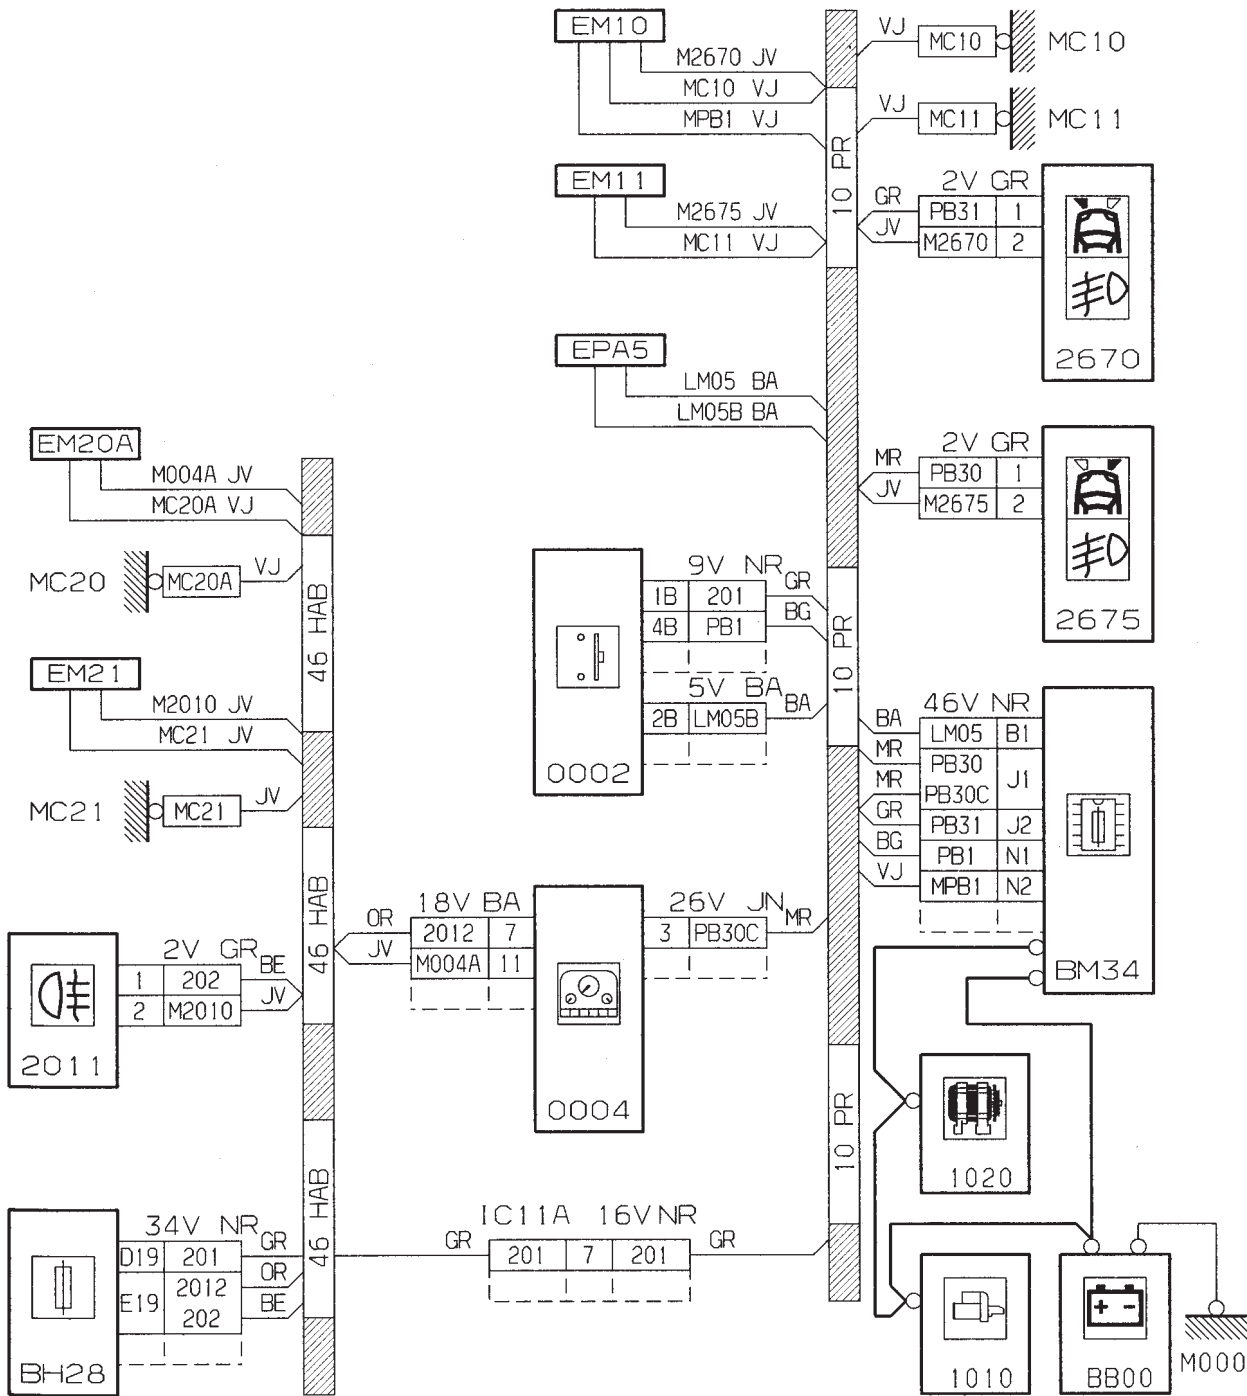 EM10
M2670 JV
MC10 VJ
MPB1 VJ
VJ MC10 MC10
VJ MC11 MC11
10 PR
EM11
M2675 JV
MC11 VJ
2V GR
GR PB31 1
JV M2670 2
2670
EPA5
LM05 BA
LM05B BA
2V GR
MR PB30 1
JV M2675 2
2675
EM20A
M004A JV
MC20A VJ
MC20 MC20A VJ
46 HAB
EM21
M2010 JV
MC21 JV
MC21 MC21 JV
9V NR
1B 201 GR
4B PB1 BG
5V BA
2B LM05B BA
0002
10 PR
46V NR
BA LM05 B1
MR PB30 J1
MR PB30C
GR PB31 J2
BG PB1 N1
VJ MPB1 N2
BM34
46 HAB
2V GR
1 202 BE
2 M2010 JV
2011
18V BA
OR 2012 7
JV M004A 11
26V JN
3 PB30C MR
0004
10 PR
1020
46 HAB
34V NR
D19 201 GR
E19 2012 OR
202 BE
BH28
IC11A 16V NR
GR 201 7 201 GR
1010
BB00
+ -
M000